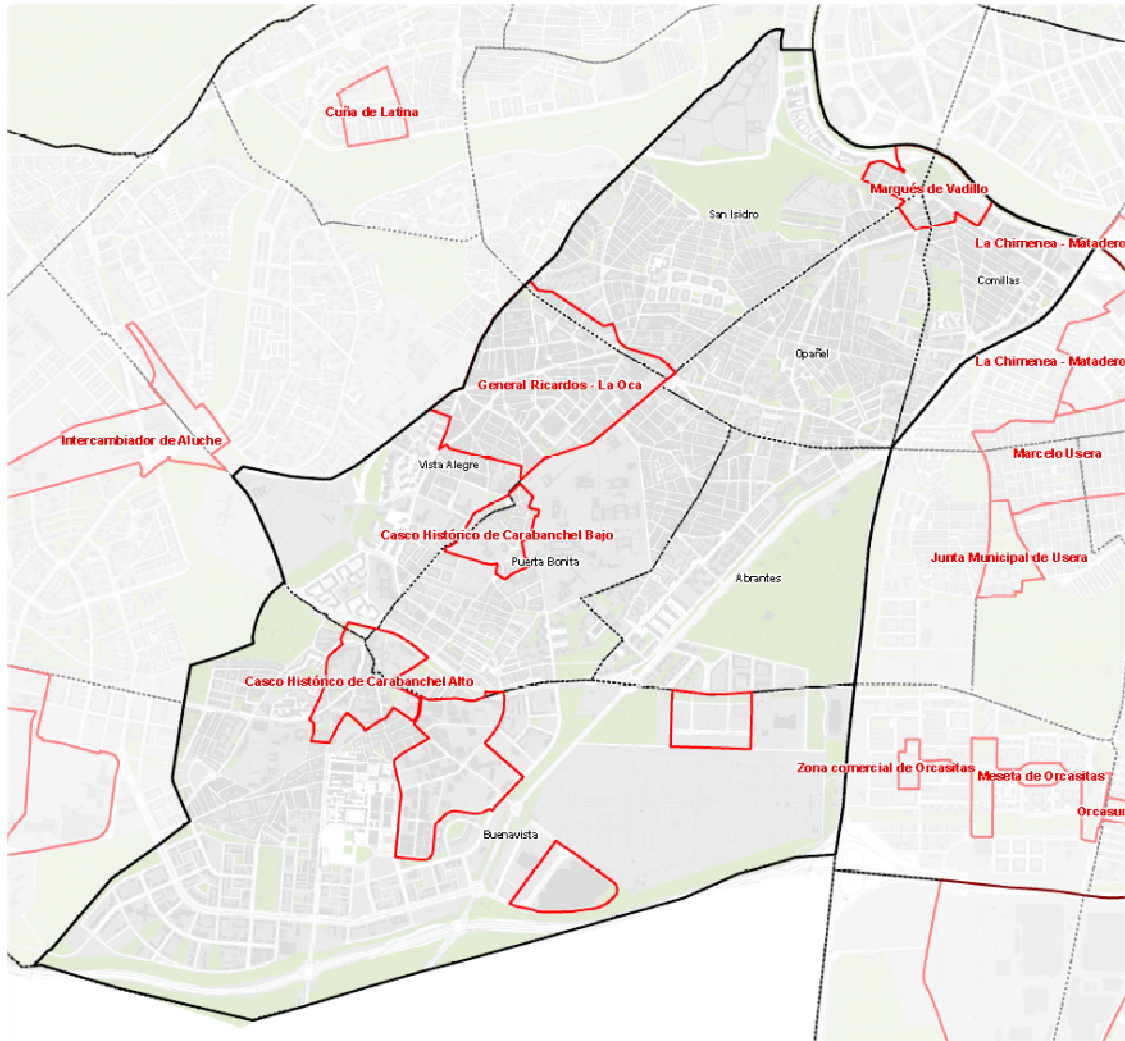 Cuña de Latina
Marqués de Vadillo
San Isidro
La Chimenea - Matadero
Comillas
Opañel
La Chimenea - Matadero
General Ricardos - La Oca
Intercambiador de Aluche
Marcelo Usera
Vista Alegre
Casco Histórico de Carabanchel Bajo
Puerta Bonita
Junta Municipal de Usera
Abrantes
Casco Histórico de Carabanchel Alto
Zona comercial de Orcasitas
Meseta de Orcasitas
Orcasur
Buenavista